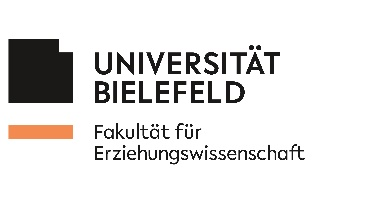 UNIVERSITÄT
BIELEFELD
Fakultät für
Erziehungswissenschaft